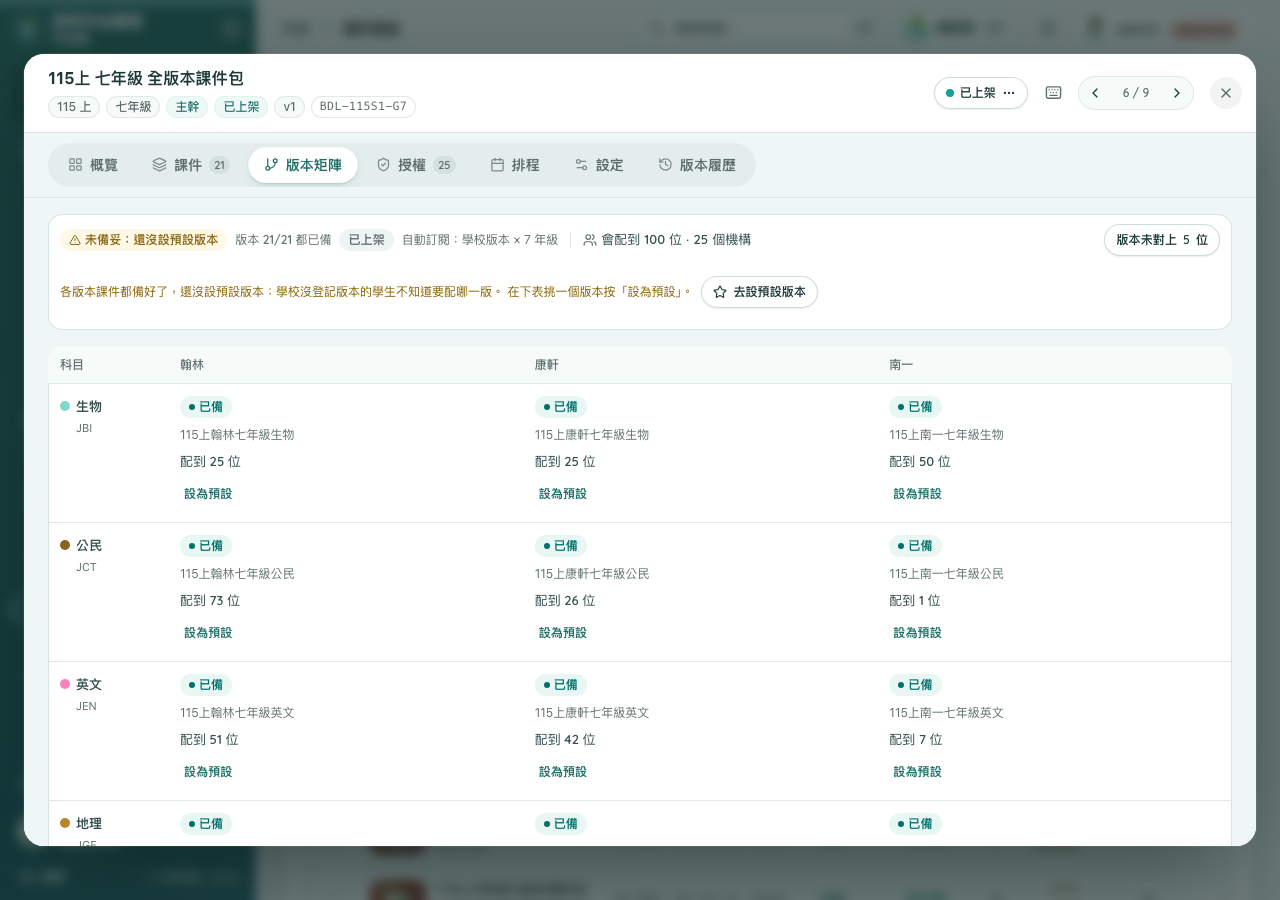 115上 七年級 全版本課件包
115 上 七年級 主幹 已上架 v1 BDL-115S1-G7
已上架 ··· 6 / 9
概覽 課件 21 版本矩陣 授權 25 排程 設定 版本履歷
未備妥：還沒設預設版本 版本 21/21 都已備 已上架 自動訂閱：學校版本 × 7 年級 會配到 100 位 · 25 個機構 版本未對上 5 位
各版本課件都備好了，還沒設預設版本：學校沒登記版本的學生不知道要配哪一版。 在下表挑一個版本按「設為預設」。 去設預設版本
科目 翰林 康軒 南一
生物 已備 已備 已備
JBI 115上翰林七年級生物 115上康軒七年級生物 115上南一七年級生物
配到 25 位 配到 25 位 配到 50 位
設為預設 設為預設 設為預設
公民 已備 已備 已備
JCT 115上翰林七年級公民 115上康軒七年級公民 115上南一七年級公民
配到 73 位 配到 26 位 配到 1 位
設為預設 設為預設 設為預設
英文 已備 已備 已備
JEN 115上翰林七年級英文 115上康軒七年級英文 115上南一七年級英文
配到 51 位 配到 42 位 配到 7 位
設為預設 設為預設 設為預設
地理 已備 已備 已備
JGE